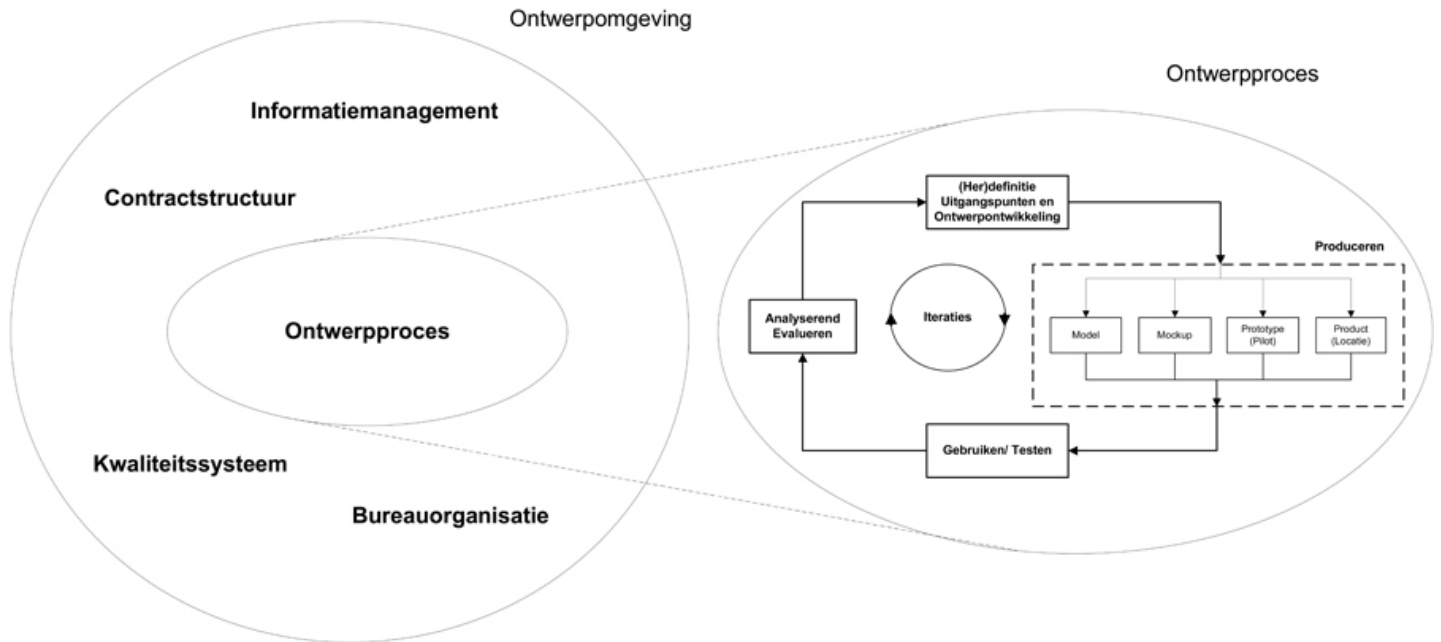 Ontwerpomgeving
Informatiemanagement
Contractstructuur
Ontwerpproces
Kwaliteitssysteem
Bureauorganisatie
Ontwerpproces
(Her)definitie
Uitgangspunten en
Ontwerpontwikkeling
Produceren
Analyserend
Evalueren
Iteraties
Model
Mockup
Prototype
(Pilot)
Product
(Locatie)
Gebruiken/ Testen